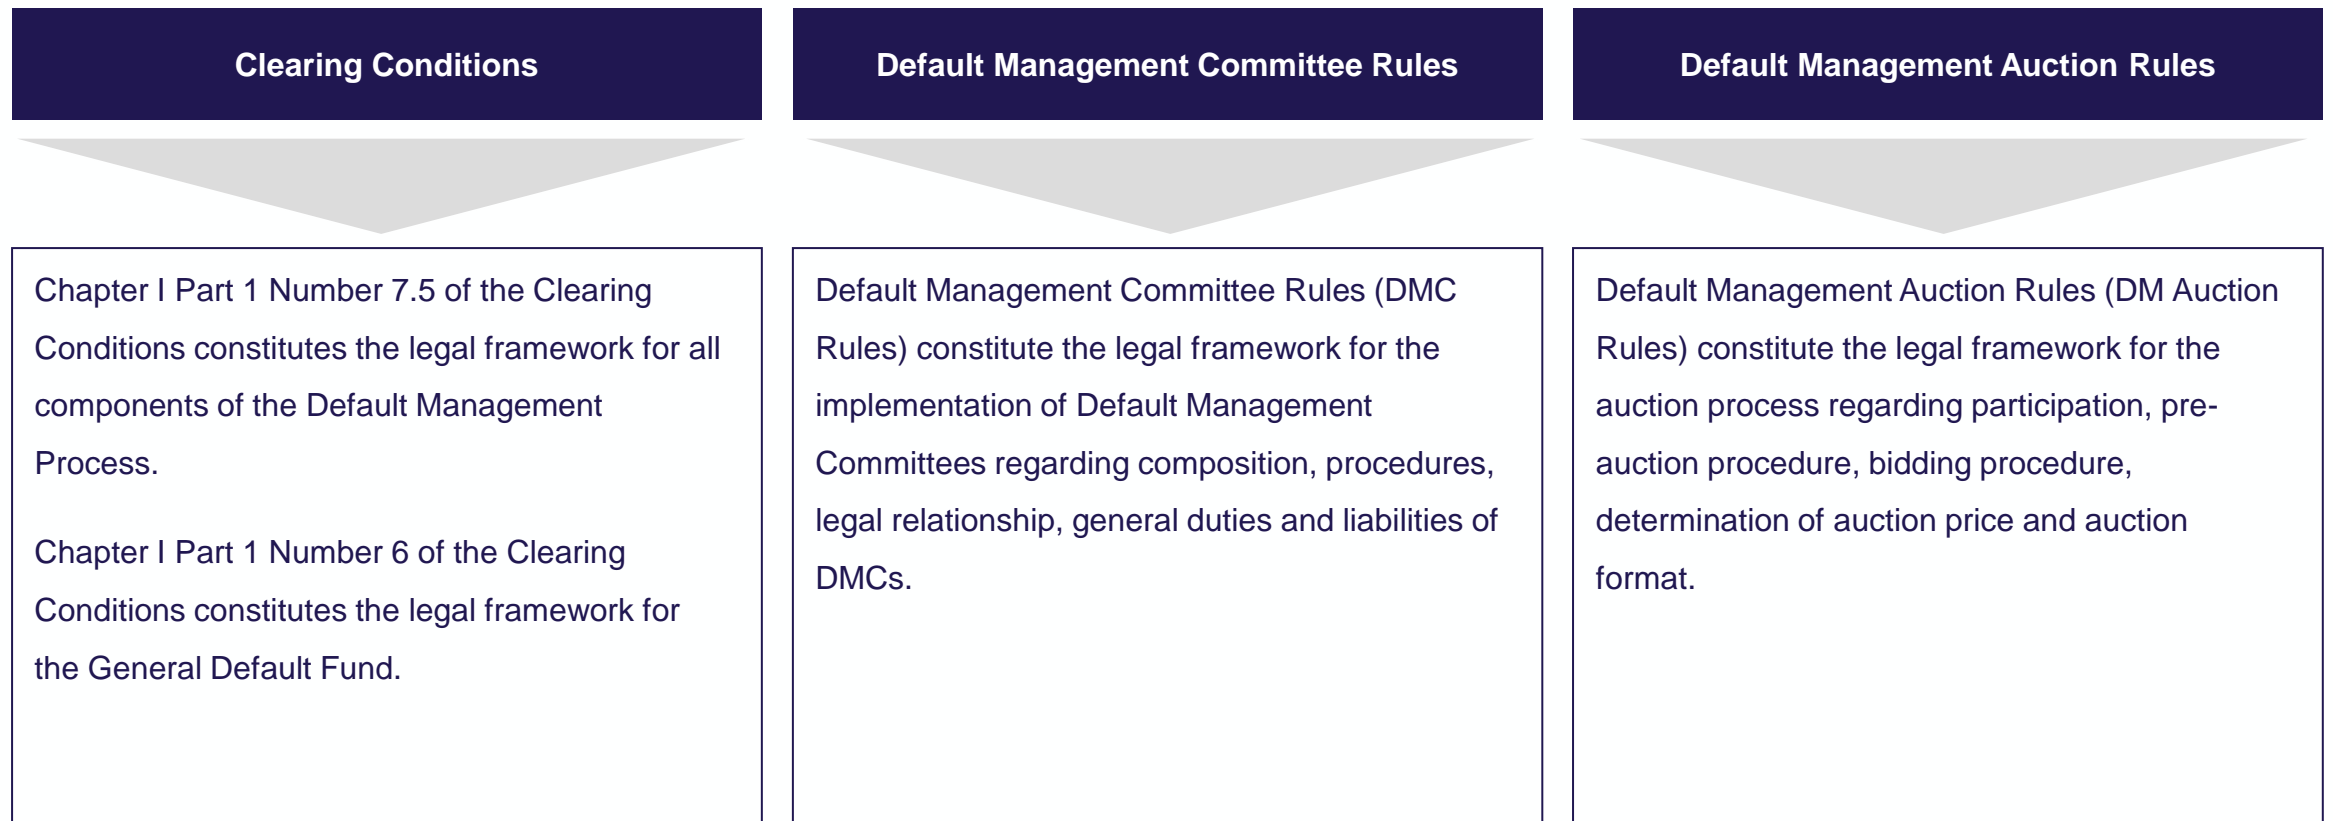 Clearing Conditions
Default Management Committee Rules
Default Management Auction Rules
Chapter I Part 1 Number 7.5 of the Clearing
Conditions constitutes the legal framework for all
components of the Default Management
Process.
Chapter I Part 1 Number 6 of the Clearing
Conditions constitutes the legal framework for
the General Default Fund.
Default Management Committee Rules (DMC
Rules) constitute the legal framework for the
implementation of Default Management
Committees regarding composition, procedures,
legal relationship, general duties and liabilities of
DMCs.
Default Management Auction Rules (DM Auction
Rules) constitute the legal framework for the
auction process regarding participation, pre-
auction procedure, bidding procedure,
determination of auction price and auction
format.